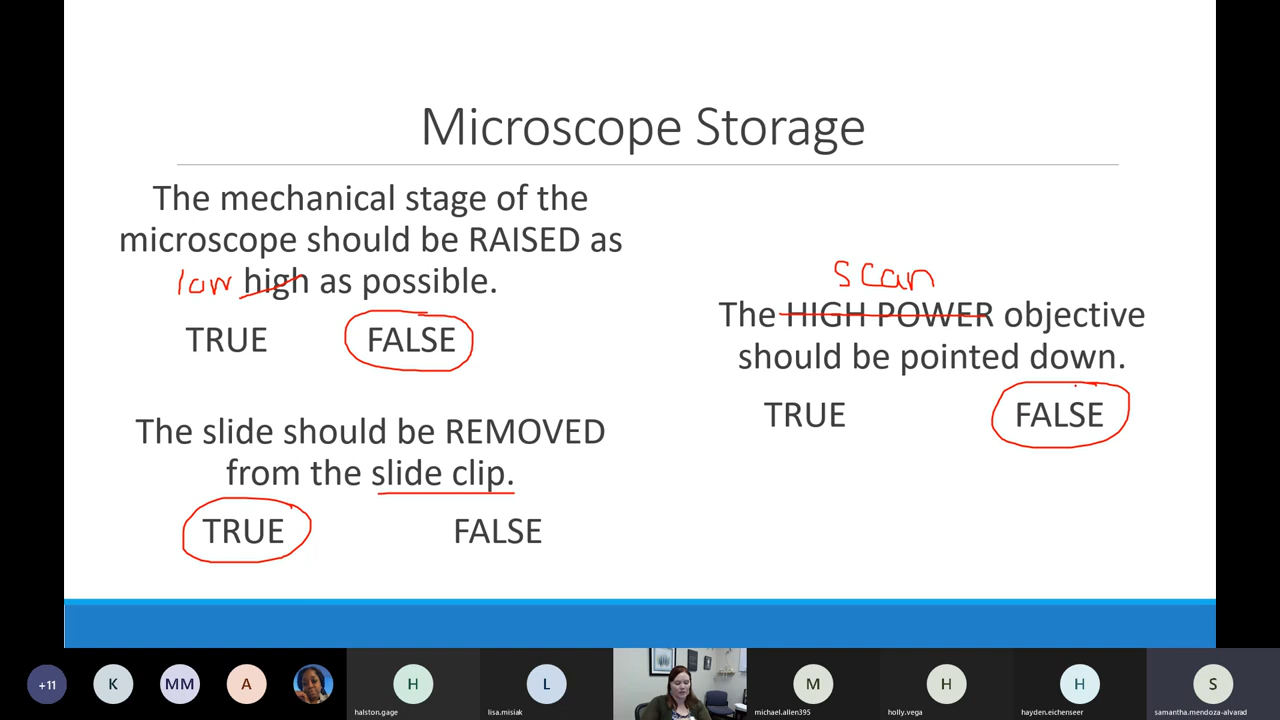 Microscope Storage
The mechanical stage of the
microscope should be RAISED as
low high as possible.
TRUE FALSE
The slide should be REMOVED
from the slide clip.
TRUE FALSE
scan
The HIGH POWER objective
should be pointed down.
TRUE FALSE
+11 K MM A H L M H H S
halston.gage lisa.misiak michael.allen395 holly.vega hayden.eichenseer samantha.mendoza-alvarad